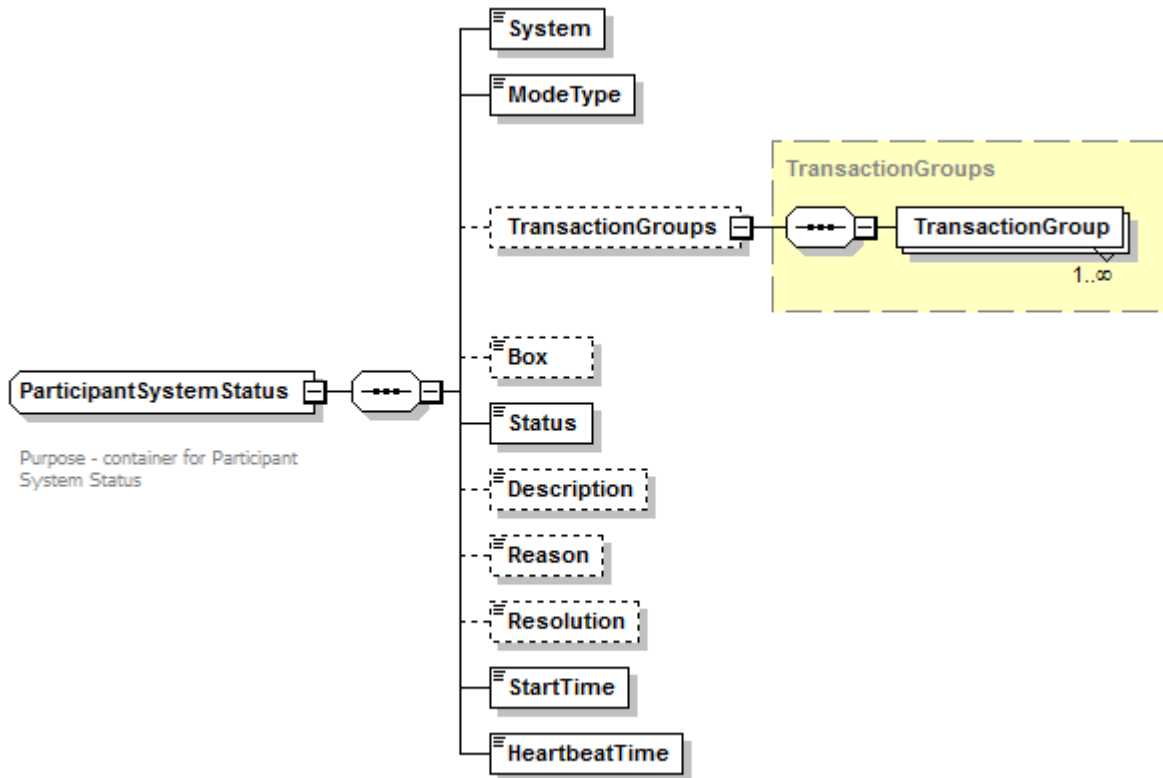 System
ModeType
TransactionGroups
TransactionGroups
TransactionGroup
1..∞
Box
ParticipantSystemStatus
Status
Purpose - container for Participant
System Status
Description
Reason
Resolution
StartTime
HeartbeatTime